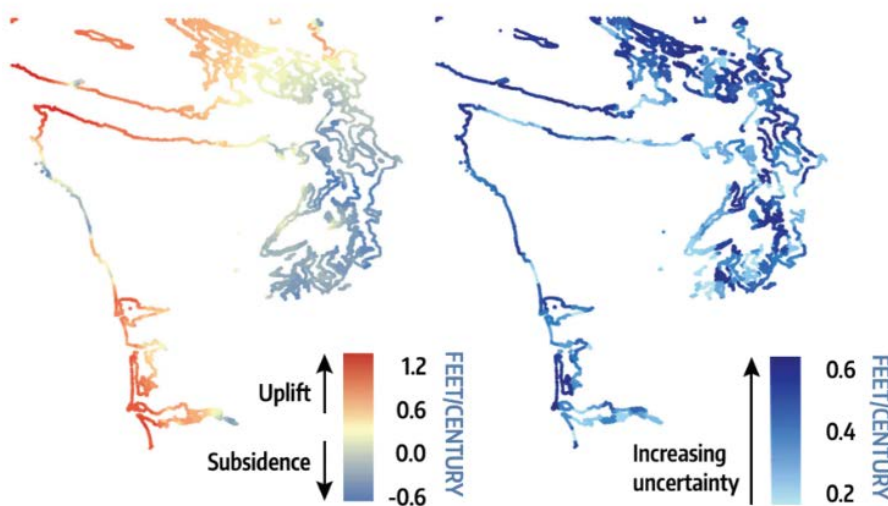 Uplift
Subsidence
1.2
0.6
0.0
-0.6
FEET/CENTURY
Increasing
uncertainty
0.6
0.4
0.2
FEET/CENTURY